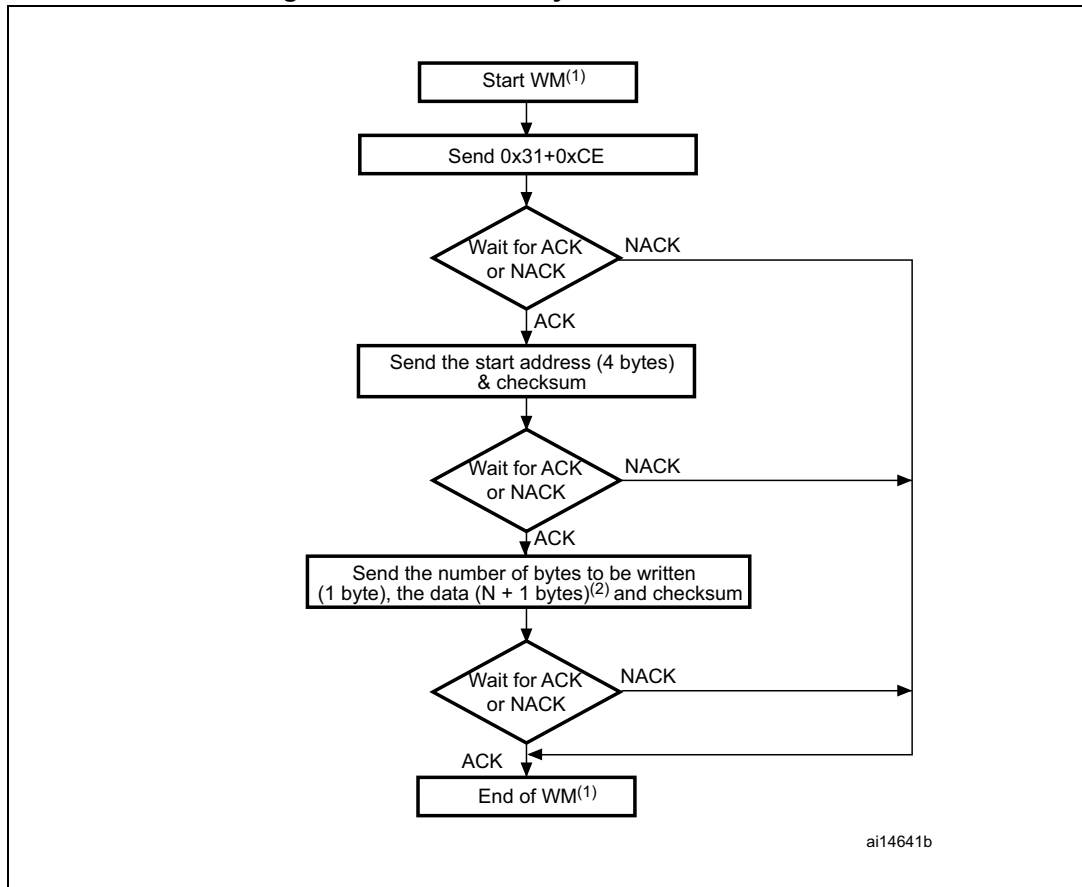 Start WM(1)
Send 0x31+0xCE
Wait for ACK
or NACK
NACK
ACK
Send the start address (4 bytes)
& checksum
Wait for ACK
or NACK
NACK
ACK
Send the number of bytes to be written
(1 byte), the data (N + 1 bytes)(2) and checksum
Wait for ACK
or NACK
NACK
ACK
End of WM(1)
ai14641b